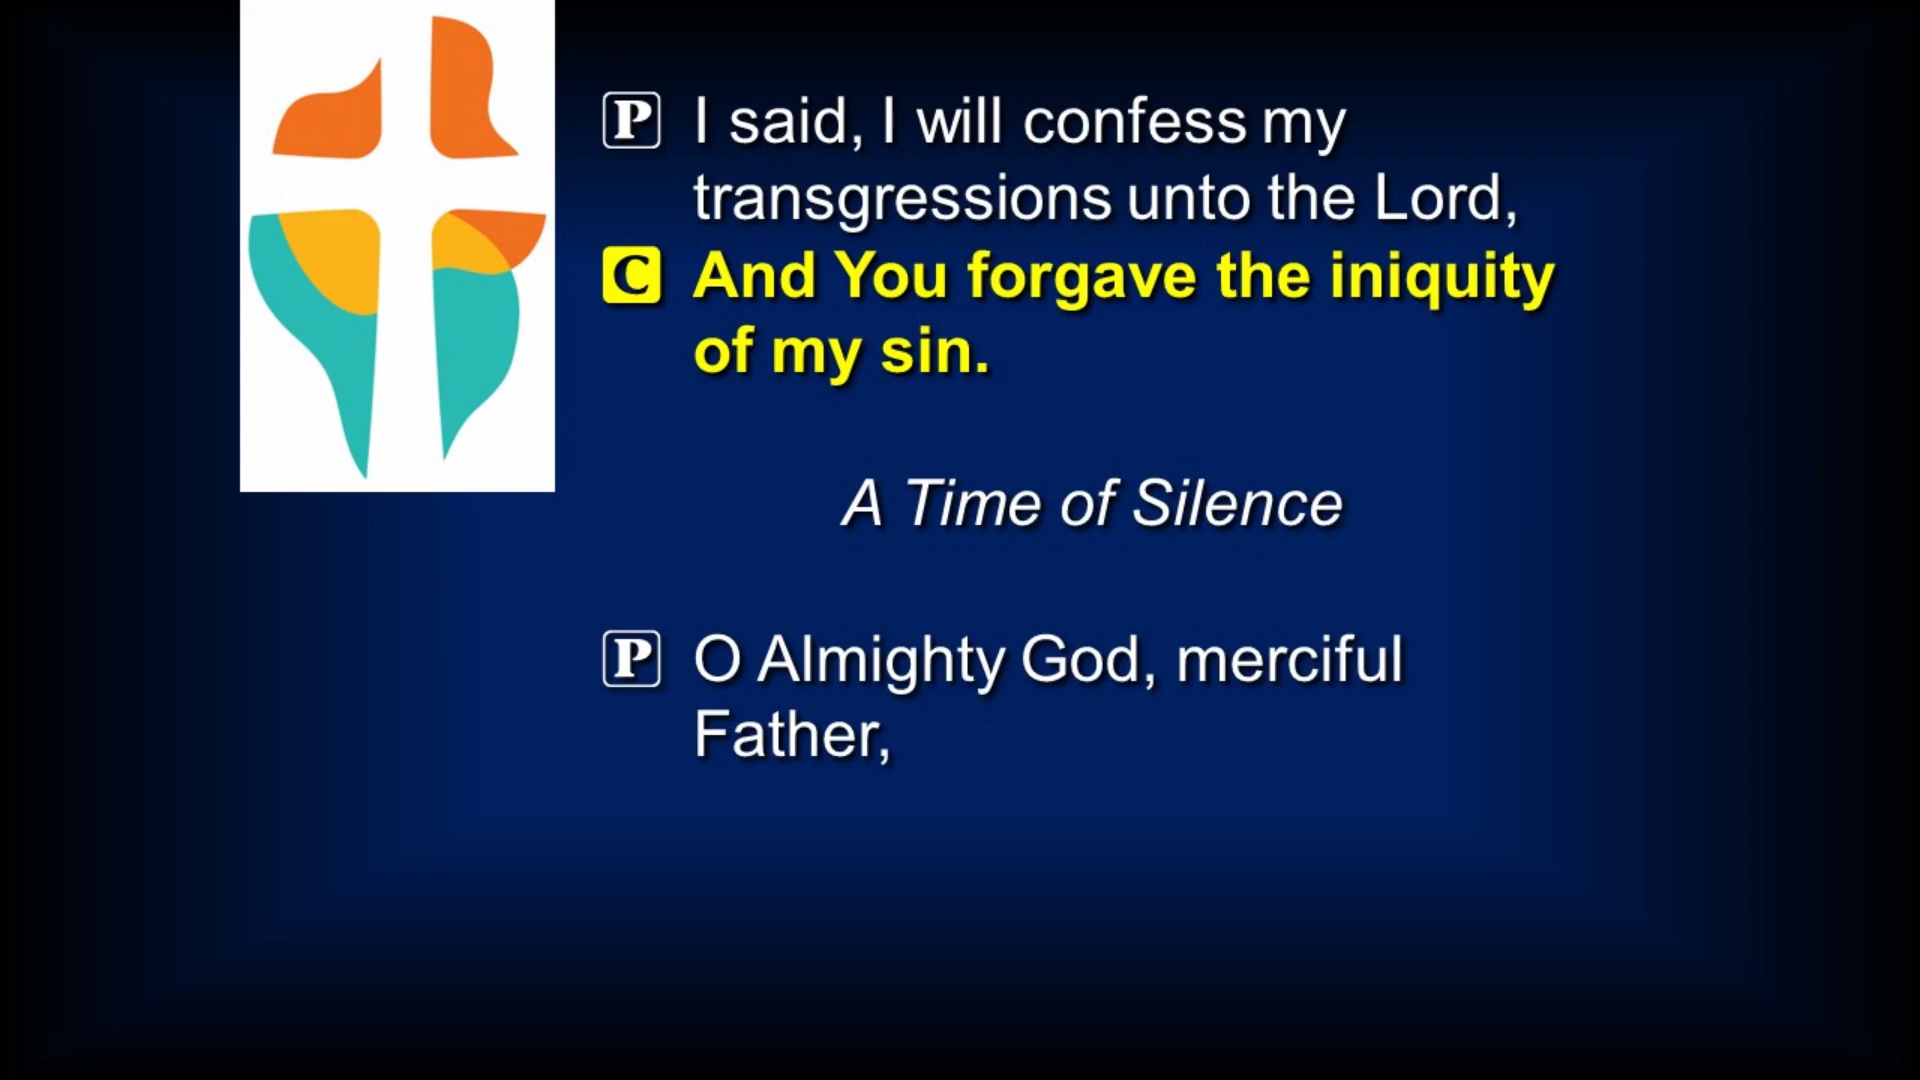 P I said, I will confess my
transgressions unto the Lord,
C And You forgave the iniquity
of my sin.
A Time of Silence
P O Almighty God, merciful
Father,